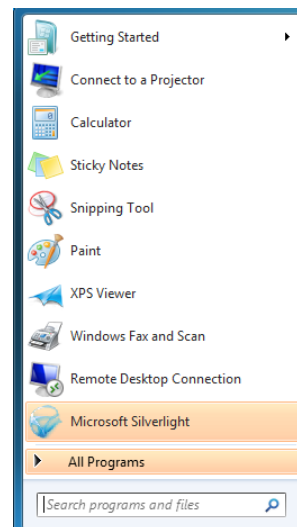 Getting Started
Connect to a Projector
Calculator
Sticky Notes
Snipping Tool
Paint
XPS Viewer
Windows Fax and Scan
Remote Desktop Connection
Microsoft Silverlight
All Programs
Search programs and files